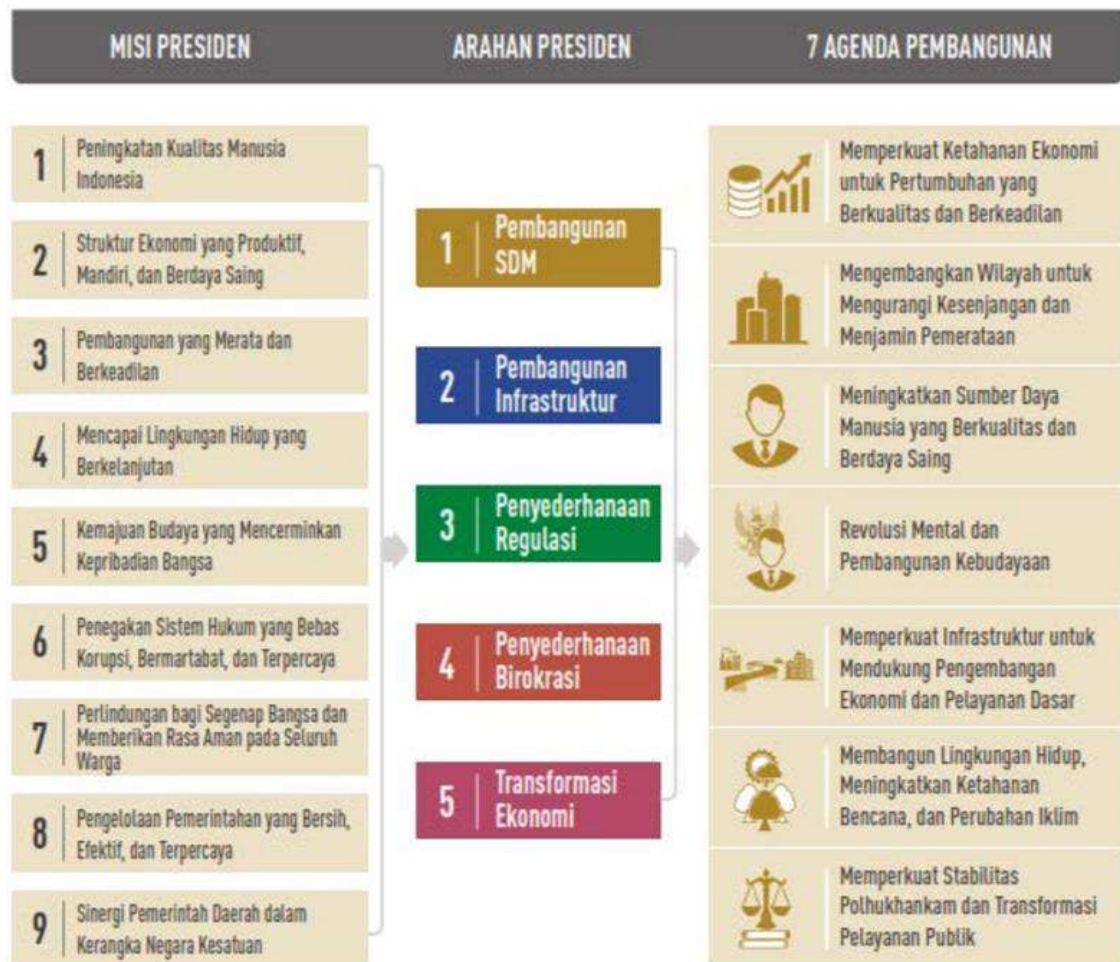 MISI PRESIDEN
ARAHAN PRESIDEN
7 AGENDA PEMBANGUNAN
1
Peningkatan Kualitas Manusia
Indonesia
2
Struktur Ekonomi yang Produktif,
Mandiri, dan Berdaya Saing
3
Pembangunan yang Merata dan
Berkeadilan
4
Mencapai Lingkungan Hidup yang
Berkelanjutan
5
Kemajuan Budaya yang Mencerminkan
Kepribadian Bangsa
6
Penegakan Sistem Hukum yang Bebas
Korupsi, Bermartabat, dan Terpercaya
7
Perlindungan bagi Segenap Bangsa dan
Memberikan Rasa Aman pada Seluruh
Warga
8
Pengelolaan Pemerintahan yang Bersih,
Efektif, dan Terpercaya
9
Sinergi Pemerintah Daerah dalam
Kerangka Negara Kesatuan
1
Pembangunan
SDM
2
Pembangunan
Infrastruktur
3
Penyederhanaan
Regulasi
4
Penyederhanaan
Birokrasi
5
Transformasi
Ekonomi
Memperkuat Ketahanan Ekonomi
untuk Pertumbuhan yang
Berkualitas dan Berkeadilan
Mengembangkan Wilayah untuk
Mengurangi Kesenjangan dan
Menjamin Pemerataan
Meningkatkan Sumber Daya
Manusia yang Berkualitas dan
Berdaya Saing
Revolusi Mental dan
Pembangunan Kebudayaan
Memperkuat Infrastruktur untuk
Mendukung Pengembangan
Ekonomi dan Pelayanan Dasar
Membangun Lingkungan Hidup,
Meningkatkan Ketahanan
Bencana, dan Perubahan Iklim
Memperkuat Stabilitas
Polhukhankam dan Transformasi
Pelayanan Publik